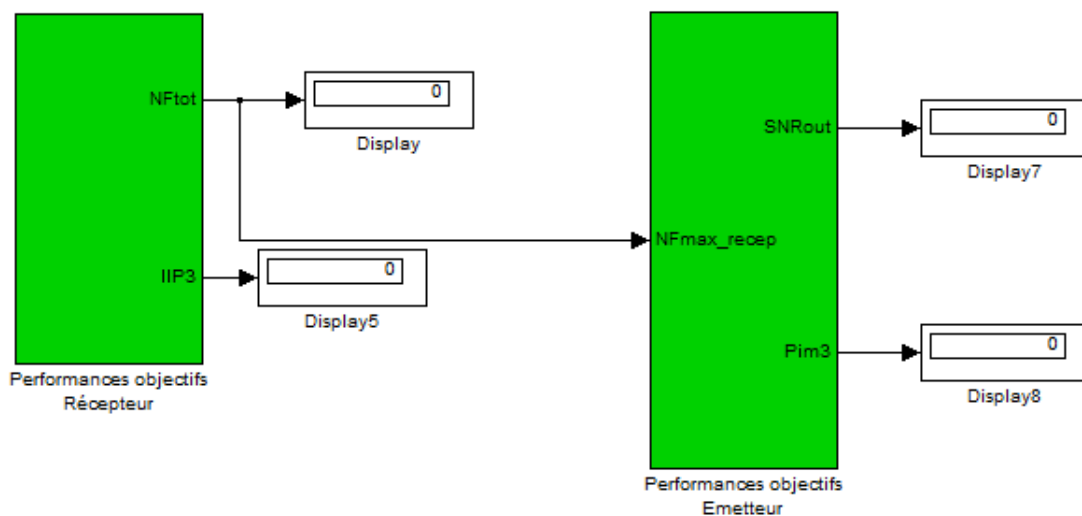 NFtot
0
Display
IIP3
0
Display5
Performances objectifs
Récepteur
NFmax_recep
SNRout
0
Display7
Pim3
0
Display8
Performances objectifs
Emetteur